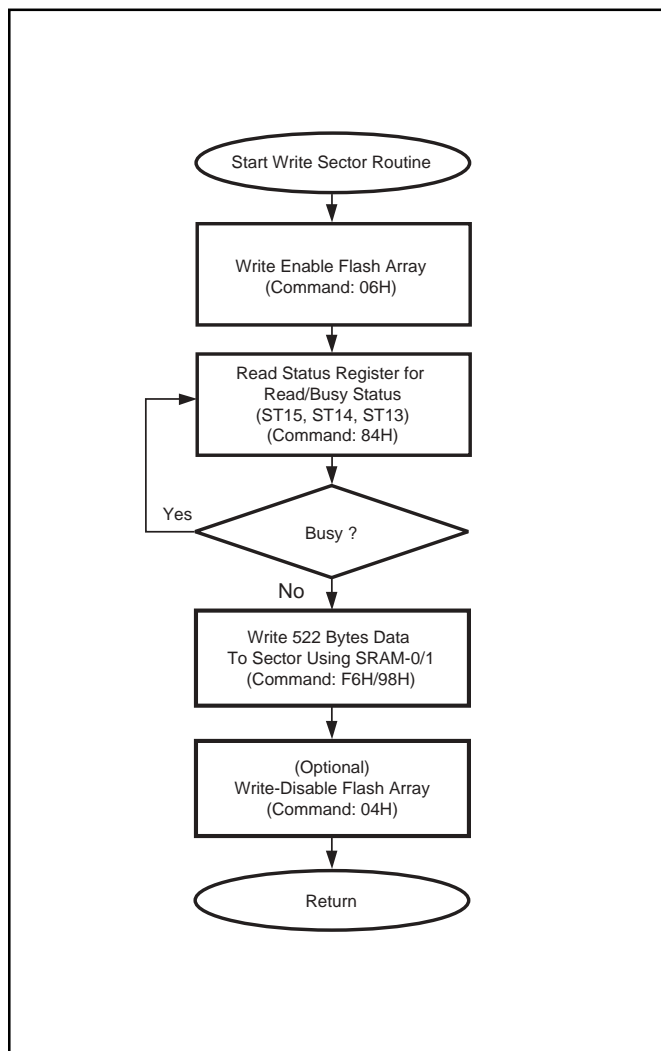 Start Write Sector Routine
Write Enable Flash Array
(Command: 06H)
Read Status Register for
Read/Busy Status
(ST15, ST14, ST13)
(Command: 84H)
Yes
Busy ?
No
Write 522 Bytes Data
To Sector Using SRAM-0/1
(Command: F6H/98H)
(Optional)
Write-Disable Flash Array
(Command: 04H)
Return